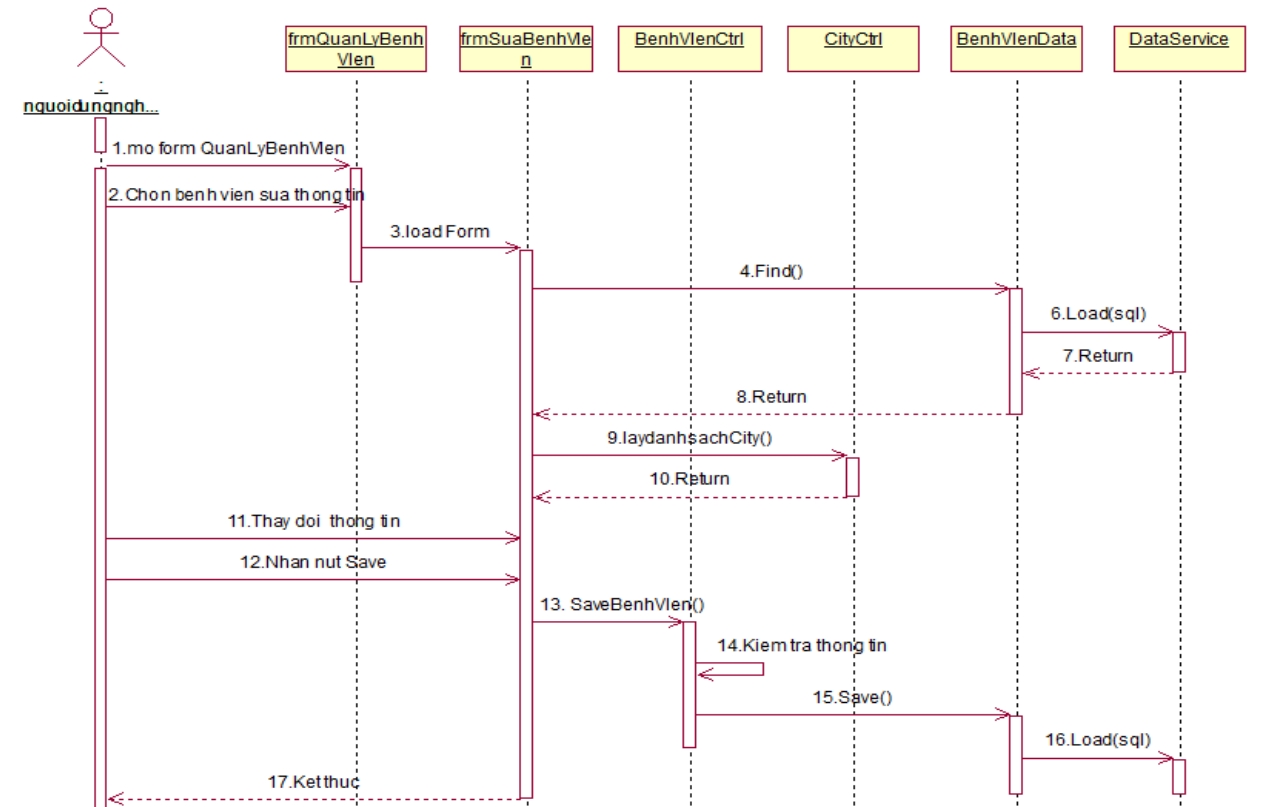 frmQuanLyBenh
VIen
frmSuaBenhVIe
n
BenhVIenCtrl
CityCtrl
BenhVIenData
DataService
:
nguoidungngh...
1.mo form QuanLyBenhVIen
2.Chon benh vien sua thong tin
3.load Form
4.Find()
6.Load(sql)
7.Return
8.Return
9.laydanhsachCity()
10.Return
11.Thay doi thong tin
12.Nhan nut Save
13. SaveBenhVIen()
14.Kiem tra thong tin
15.Save()
16.Load(sql)
17.Ket thuc